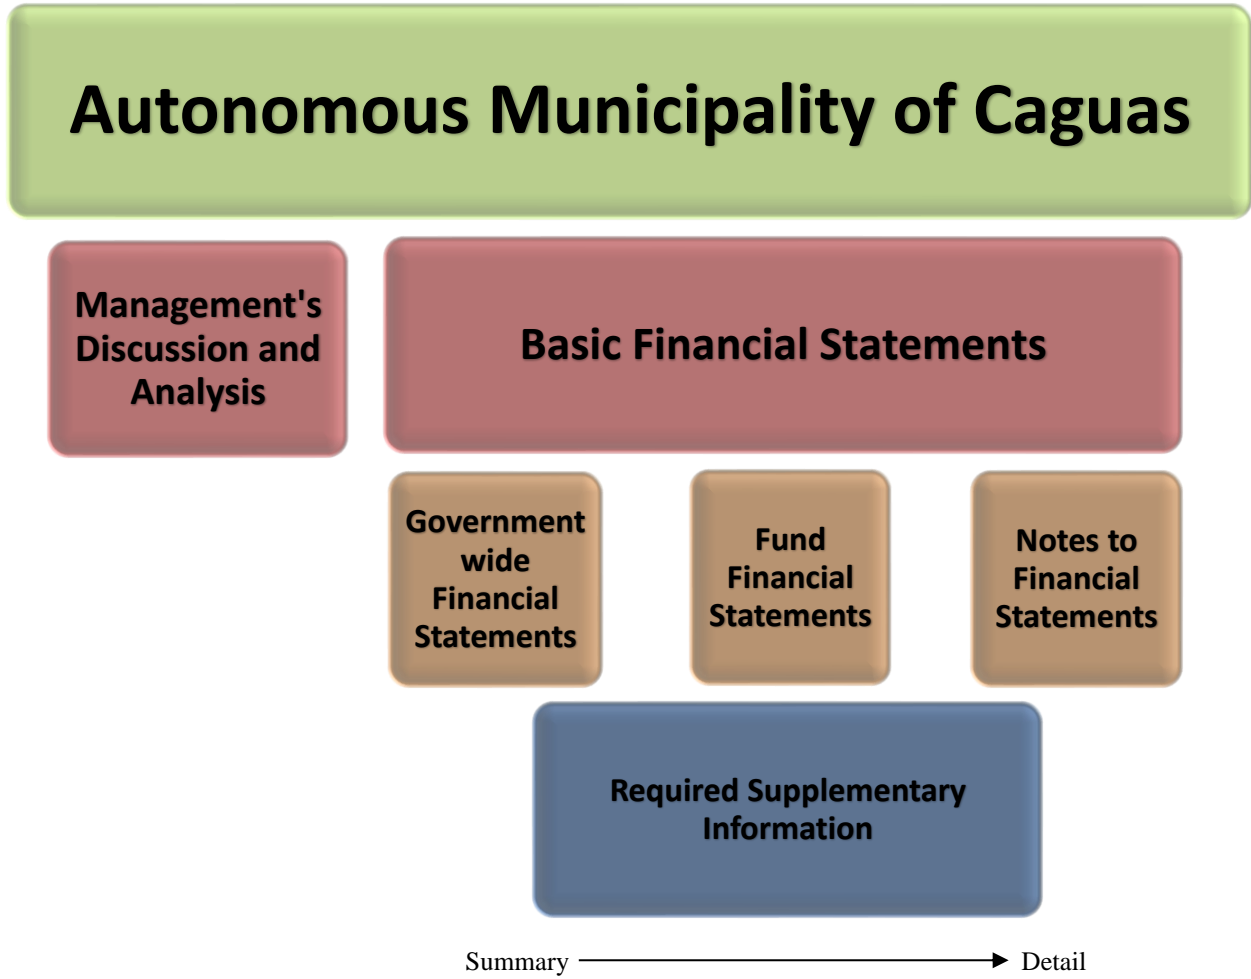 Autonomous Municipality of Caguas
Management's
Discussion and
Analysis
Basic Financial Statements
Government
wide
Financial
Statements
Fund
Financial
Statements
Notes to
Financial
Statements
Required Supplementary
Information
Summary
Detail